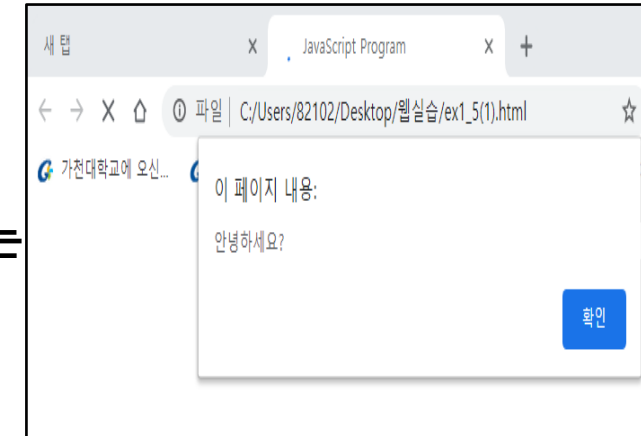 새 탭
JavaScript Program
파일 | C:/Users/82102/Desktop/웹실습/ex1_5(1).html
가천대학교에 오신...
이 페이지 내용:
안녕하세요?
확인